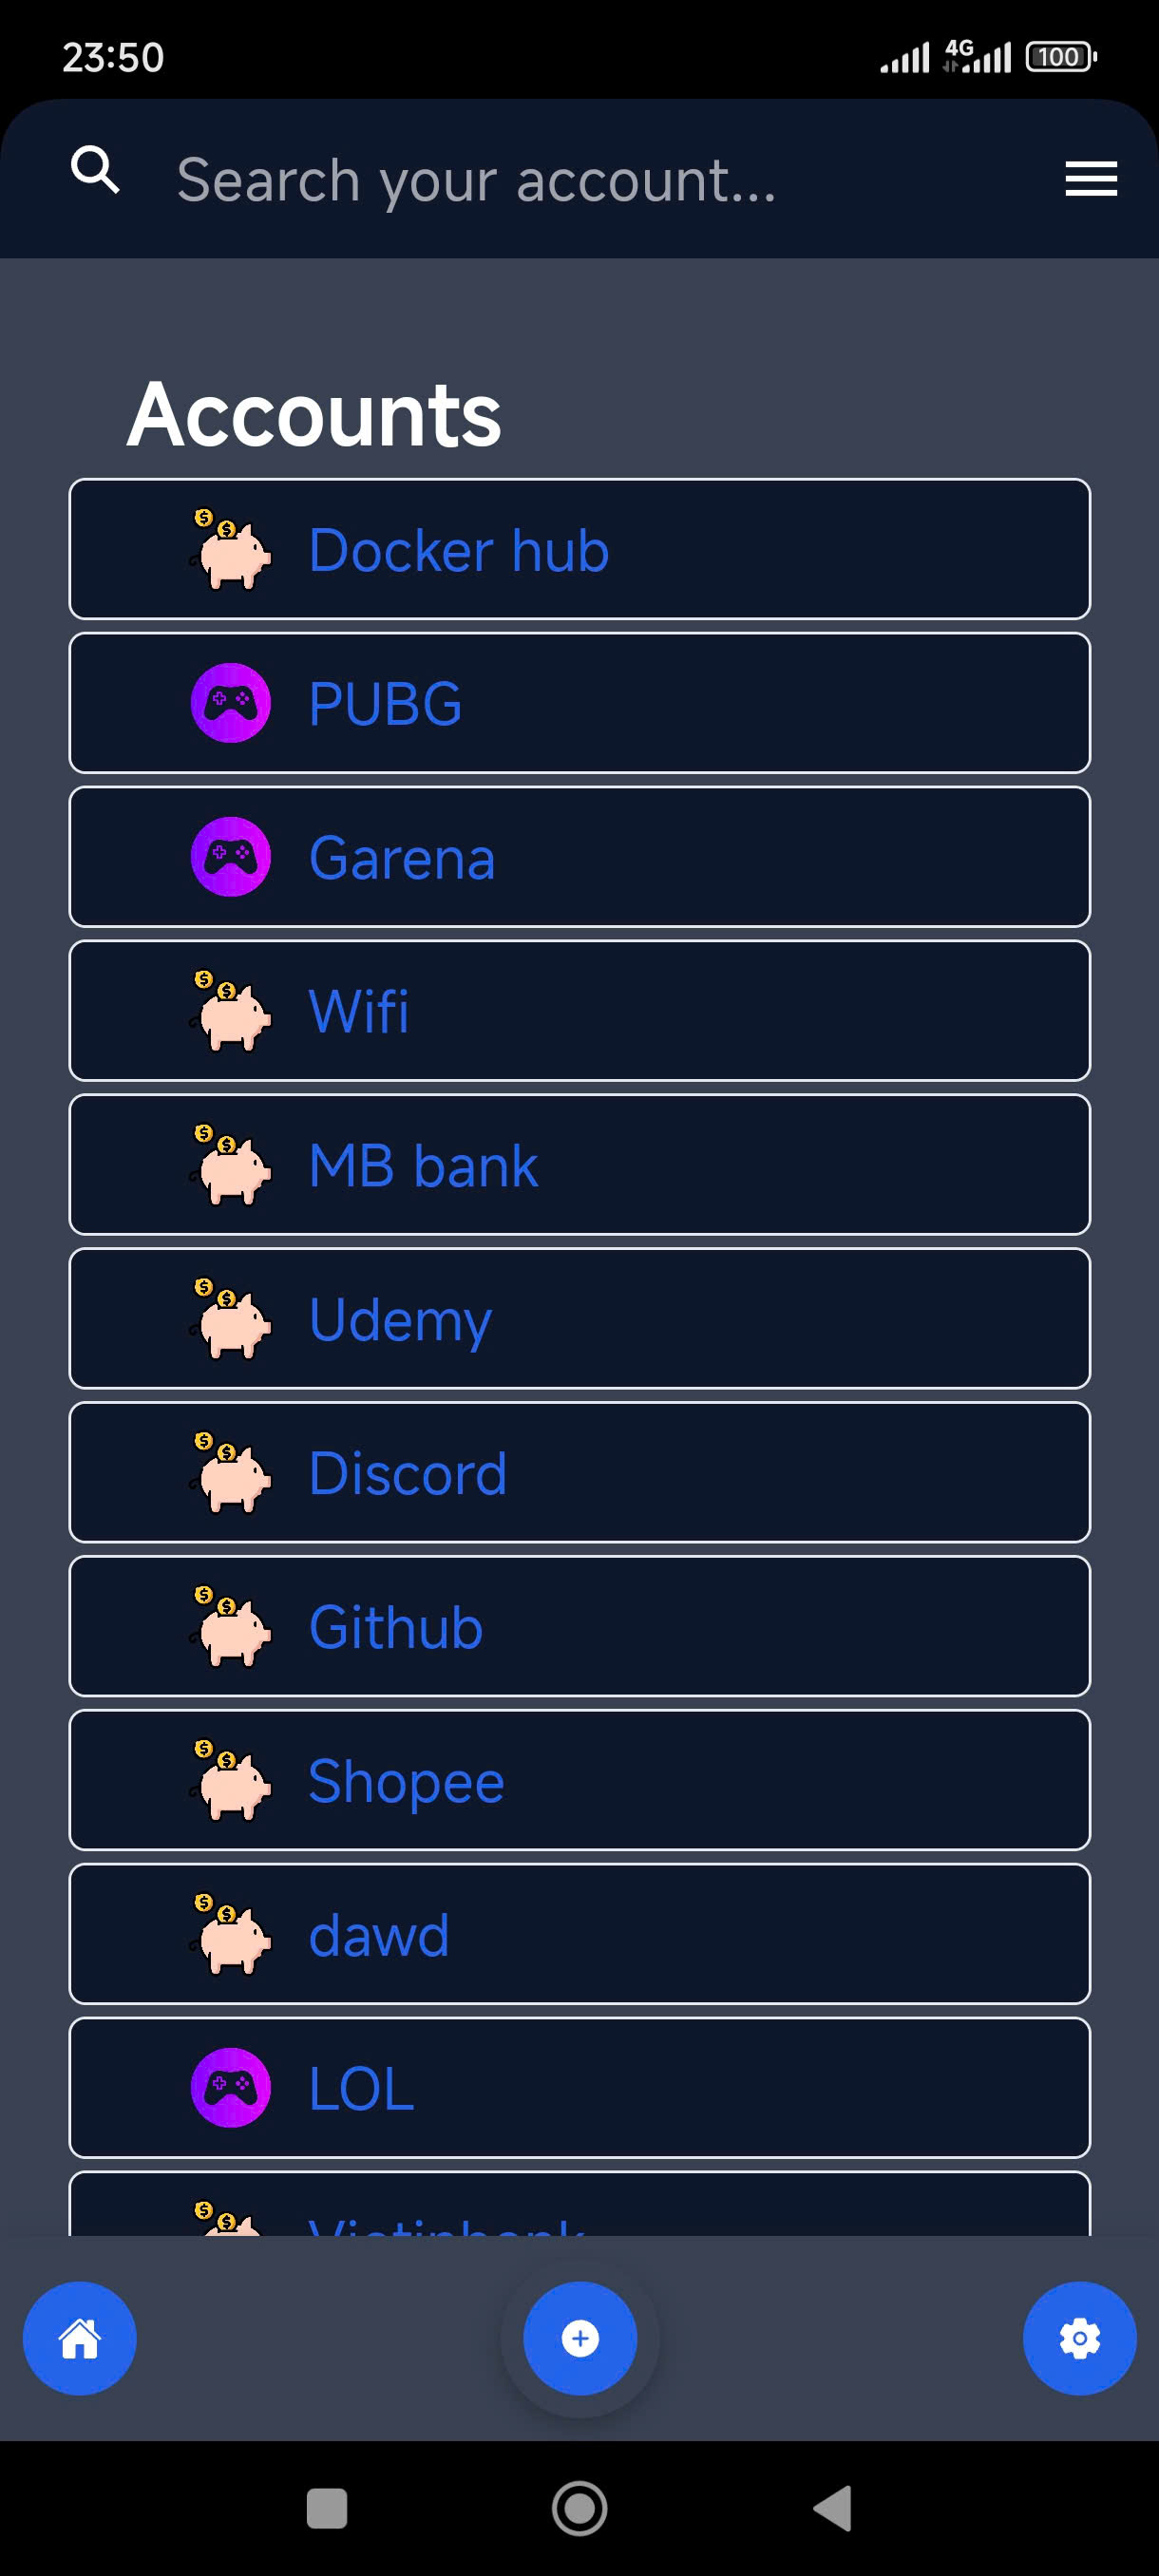 23:50
4G
100
Search your account...
Accounts
Docker hub
PUBG
Garena
Wifi
MB bank
Udemy
Discord
Github
Shopee
dawd
LOL